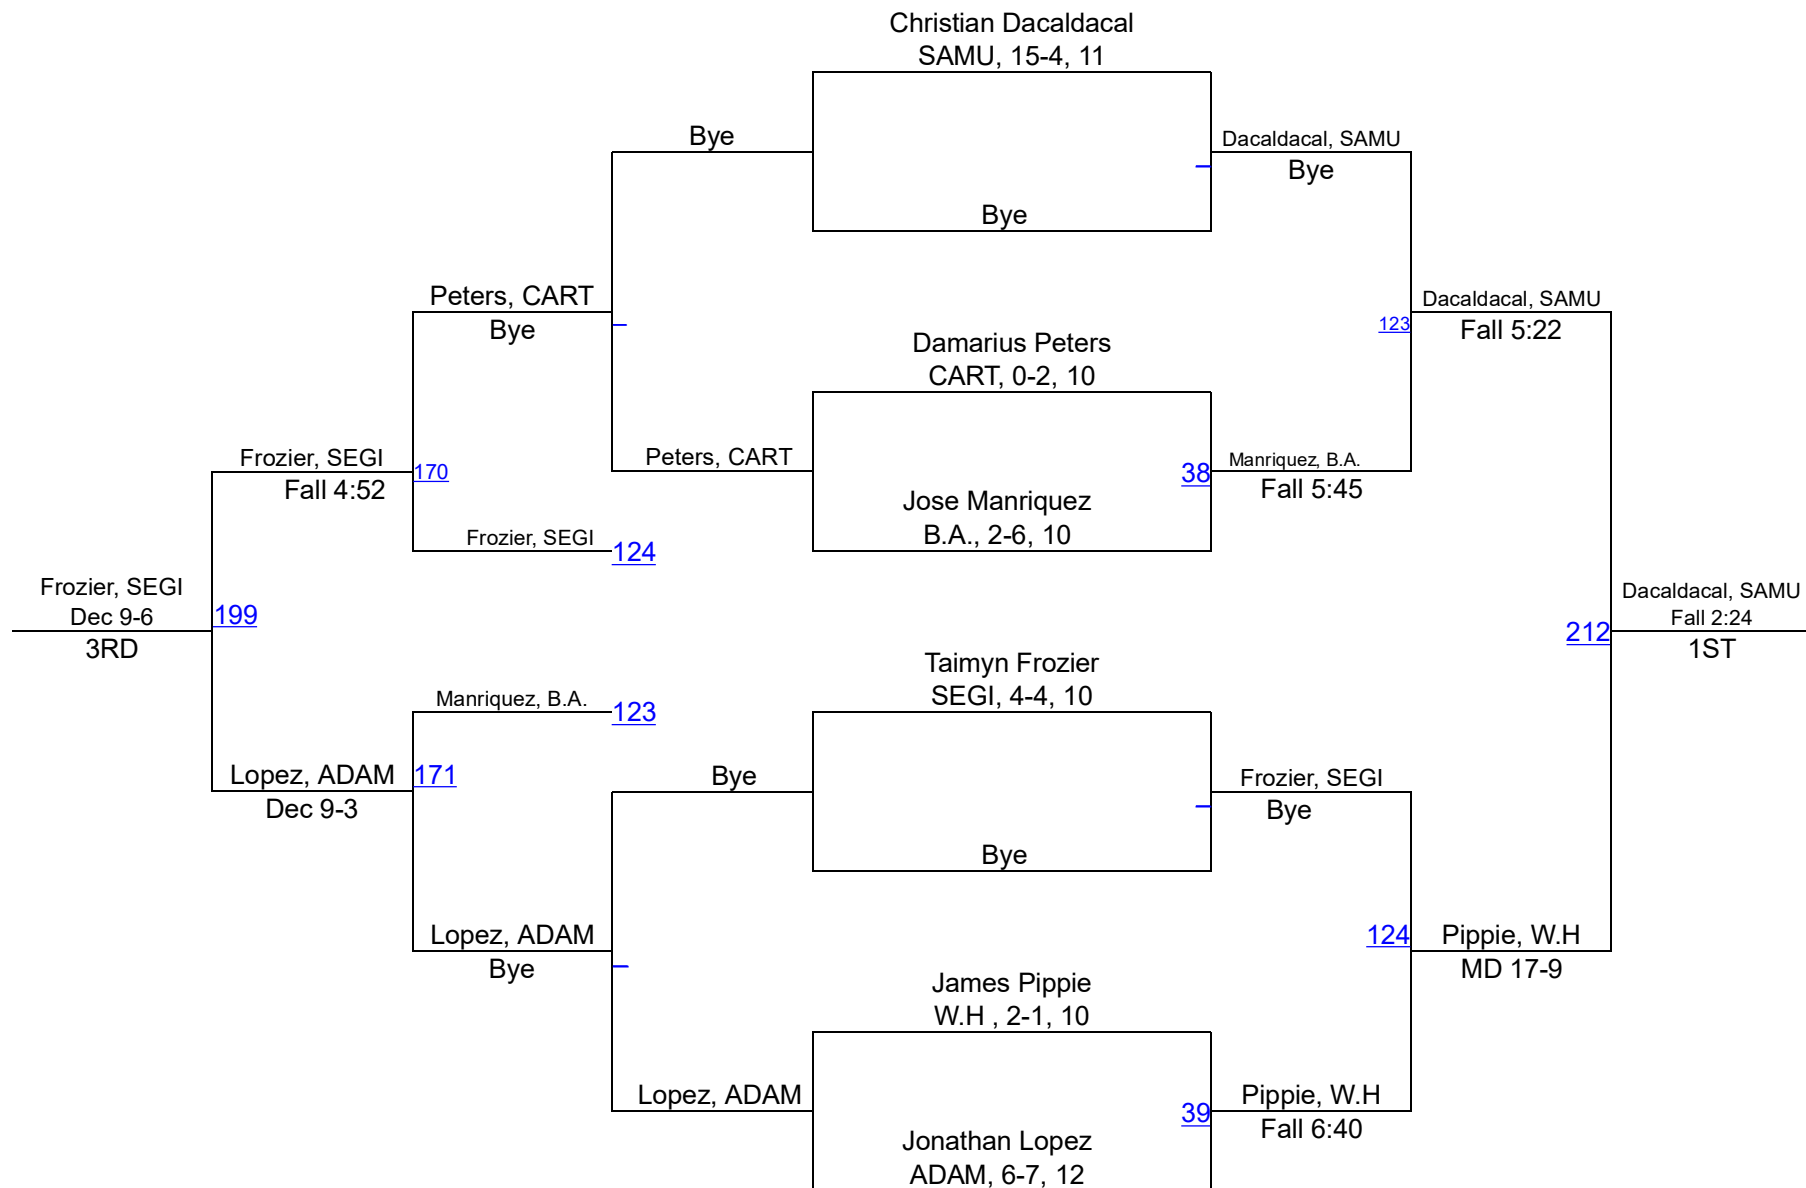 Christian Dacaldacal
SAMU, 15-4, 11
Bye
Dacaldacal, SAMU
Bye
Bye
Peters, CART
Bye
Dacaldacal, SAMU
123
Fall 5:22
Damarius Peters
CART, 0-2, 10
Frozier, SEGI
170
Fall 4:52
Peters, CART
38
Manriquez, B.A.
Fall 5:45
Jose Manriquez
B.A., 2-6, 10
Frozier, SEGI
124
Frozier, SEGI
Dec 9-6
3RD
199
Dacaldacal, SAMU
Fall 2:24
1ST
212
Taimyn Frozier
SEGI, 4-4, 10
Manriquez, B.A.
123
Lopez, ADAM
171
Dec 9-3
Bye
Frozier, SEGI
Bye
Bye
Lopez, ADAM
Bye
124
Pippie, W.H
MD 17-9
James Pippie
W.H , 2-1, 10
Lopez, ADAM
39
Pippie, W.H
Fall 6:40
Jonathan Lopez
ADAM, 6-7, 12